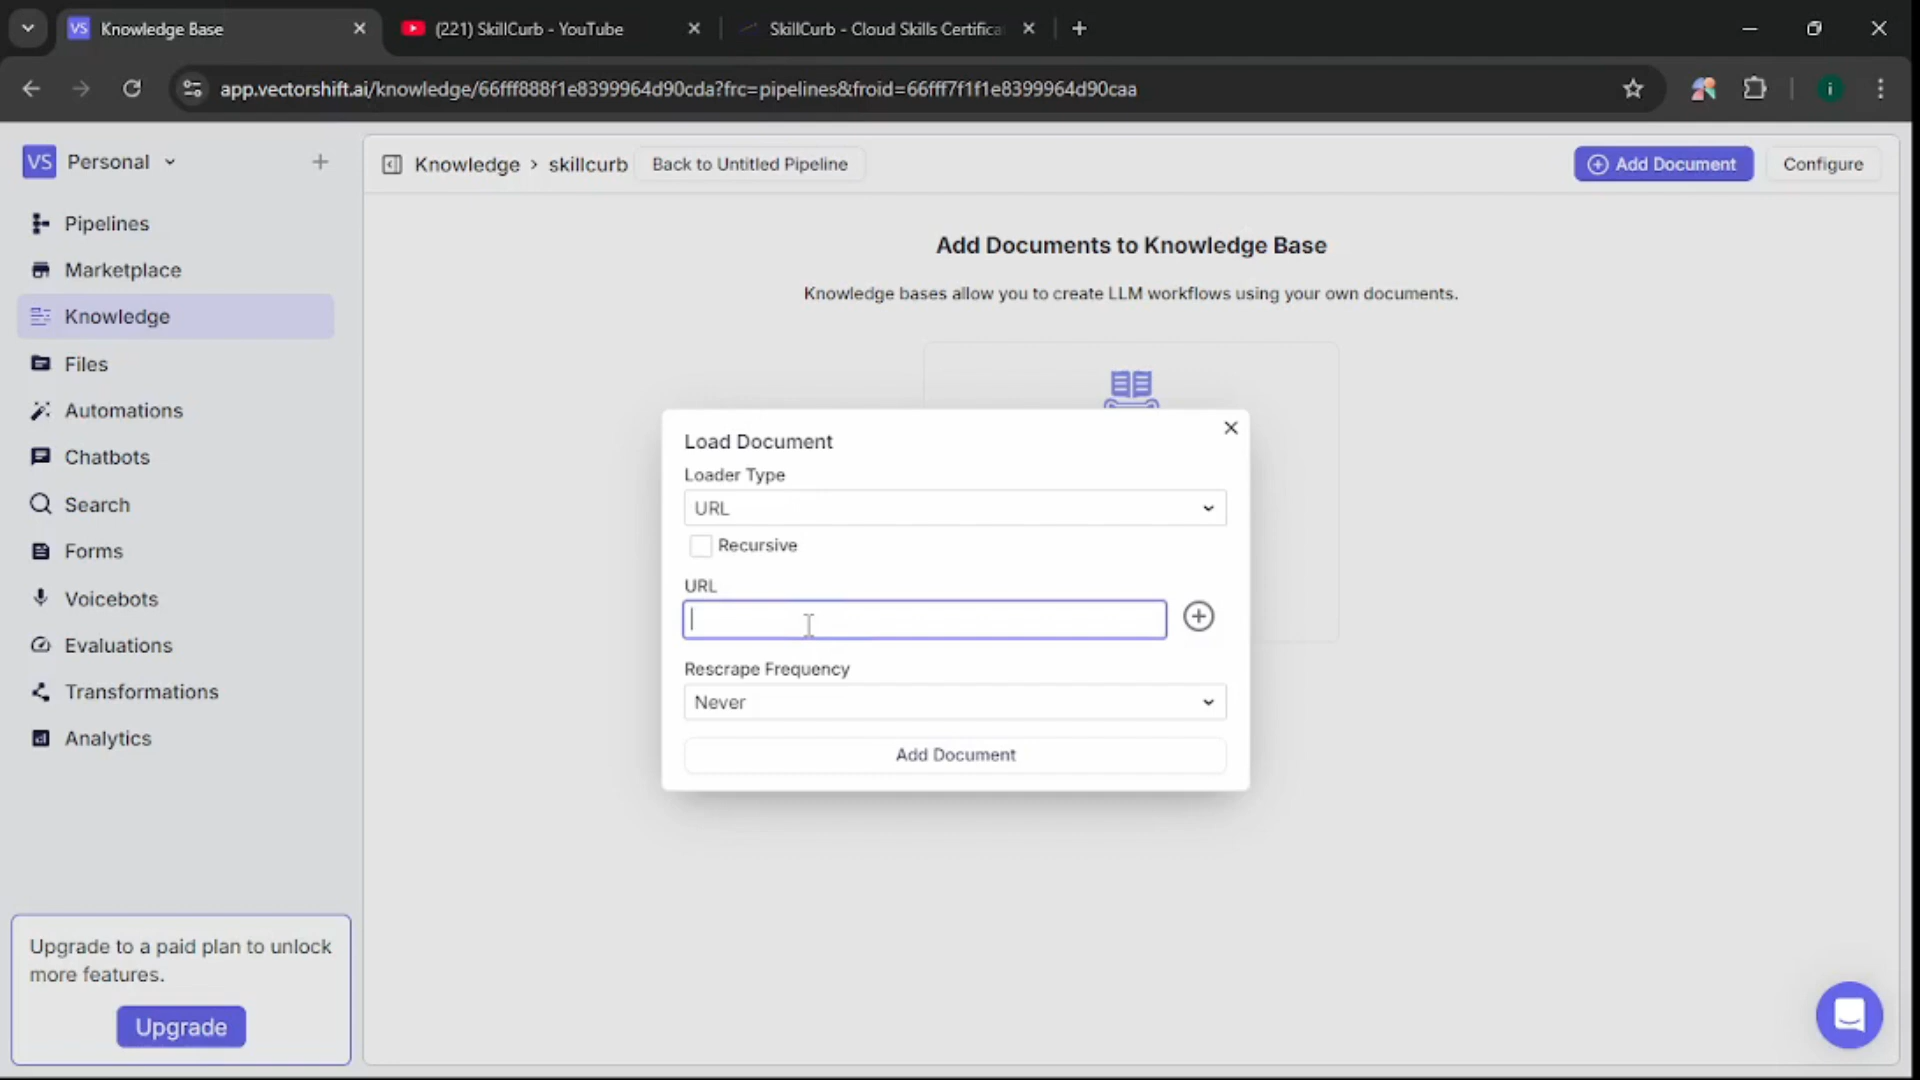 VS Knowledge Base
(221) SkillCurb - YouTube
SkillCurb - Cloud Skills Certifica
app.vectorshift.ai/knowledge/66fff888f1e8399964d90cda?frc=pipelines&froid=66fff7f1f1e8399964d90caa
i
VS Personal
Knowledge > skillcurb
Back to Untitled Pipeline
Add Document
Configure
Pipelines
Marketplace
Knowledge
Files
Automations
Chatbots
Search
Forms
Voicebots
Evaluations
Transformations
Analytics
Upgrade to a paid plan to unlock
more features.
Upgrade
Add Documents to Knowledge Base
Knowledge bases allow you to create LLM workflows using your own documents.
Load Document
Loader Type
URL
Recursive
URL
Rescrape Frequency
Never
Add Document